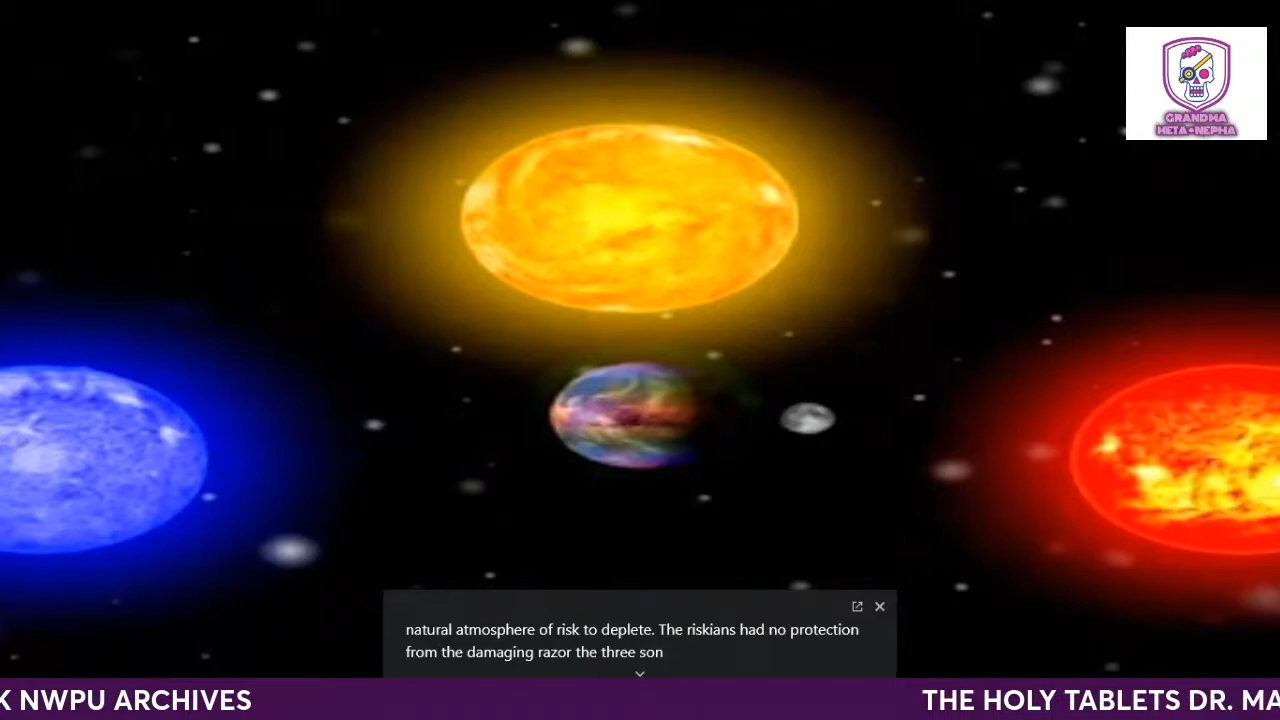 GRANDMA
META•NEPHA
natural atmosphere of risk to deplete. The riskians had no protection
from the damaging razor the three son
K NWPU ARCHIVES
THE HOLY TABLETS DR. MA